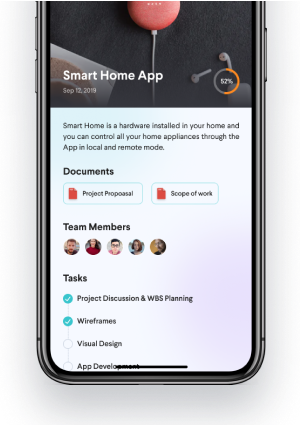 Smart Home App
Sep 12, 2019
52%
Smart Home is a hardware installed in your home and
you can control all your home appliances through the
App in local and remote mode.
Documents
Project Propoasal
Scope of work
Team Members
Tasks
Project Discussion & WBS Planning
Wireframes
Visual Design
App Development